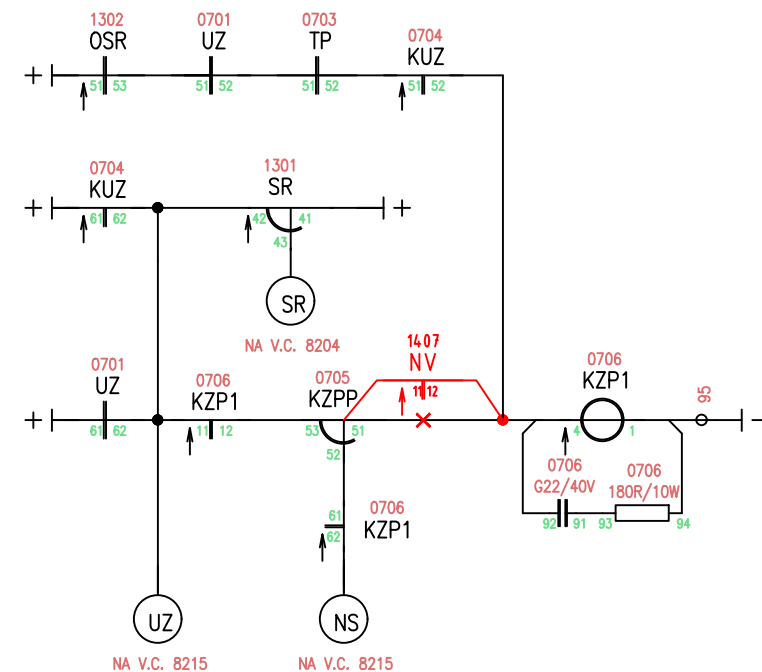 1302 0701 0703 0704
OSR UZ TP KUZ
+
51 53 51 52 51 52 51 52
0704 1301
KUZ SR
+ +
61 62 42 41
43
SR
NA V.C. 8204
1407
NV
11 12
0701 0706 0705 0706
UZ KZP1 KZPP KZP1
95
+ -
61 62 11 12 53 51 4 1
52
0706 0706
G22/40V 180R/10W
92 91 93 94
61 0706
62 KZP1
UZ NS
NA V.C. 8215 NA V.C. 8215